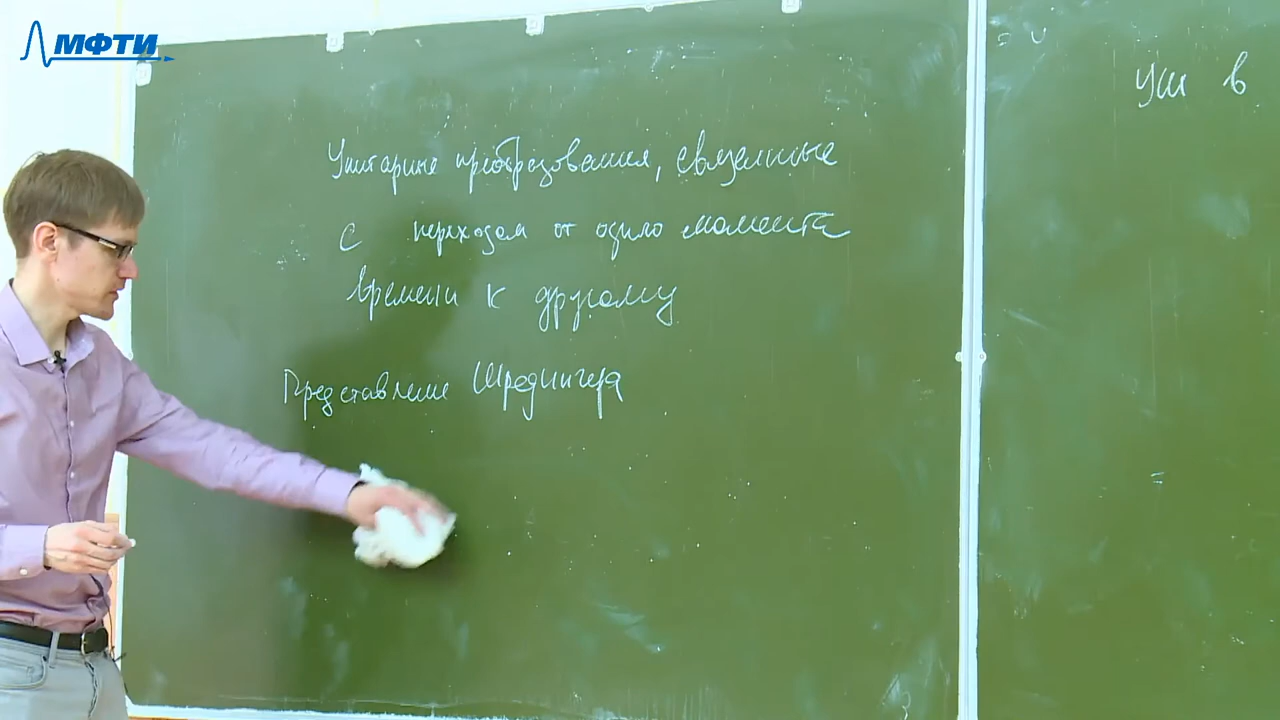 МФТИ
Унитарные преобразования, связанные
с переходом от одного момента
времени к другому
Представление Шредингера
УШ в